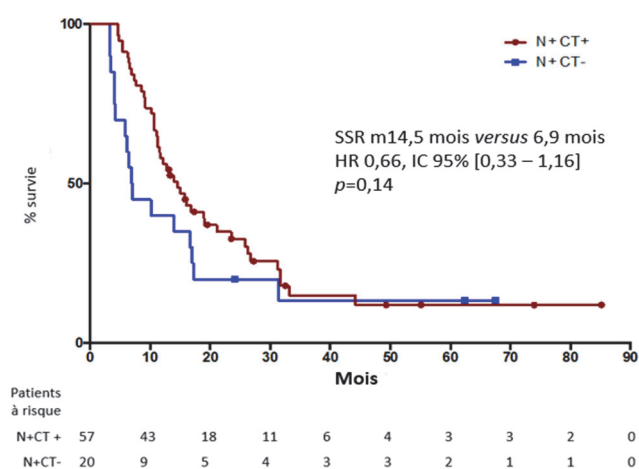 100
50
0
% survie
N+CT+
N+CT-
SSR m14,5 mois versus 6,9 mois
HR 0,66, IC 95% [0,33 – 1,16]
p=0,14
0 10 20 30 40 50 60 70 80 90
Mois
Patients
à risque
N+CT + 57 43 18 11 6 4 3 3 2 0
N+CT- 20 9 5 4 3 3 2 1 1 0